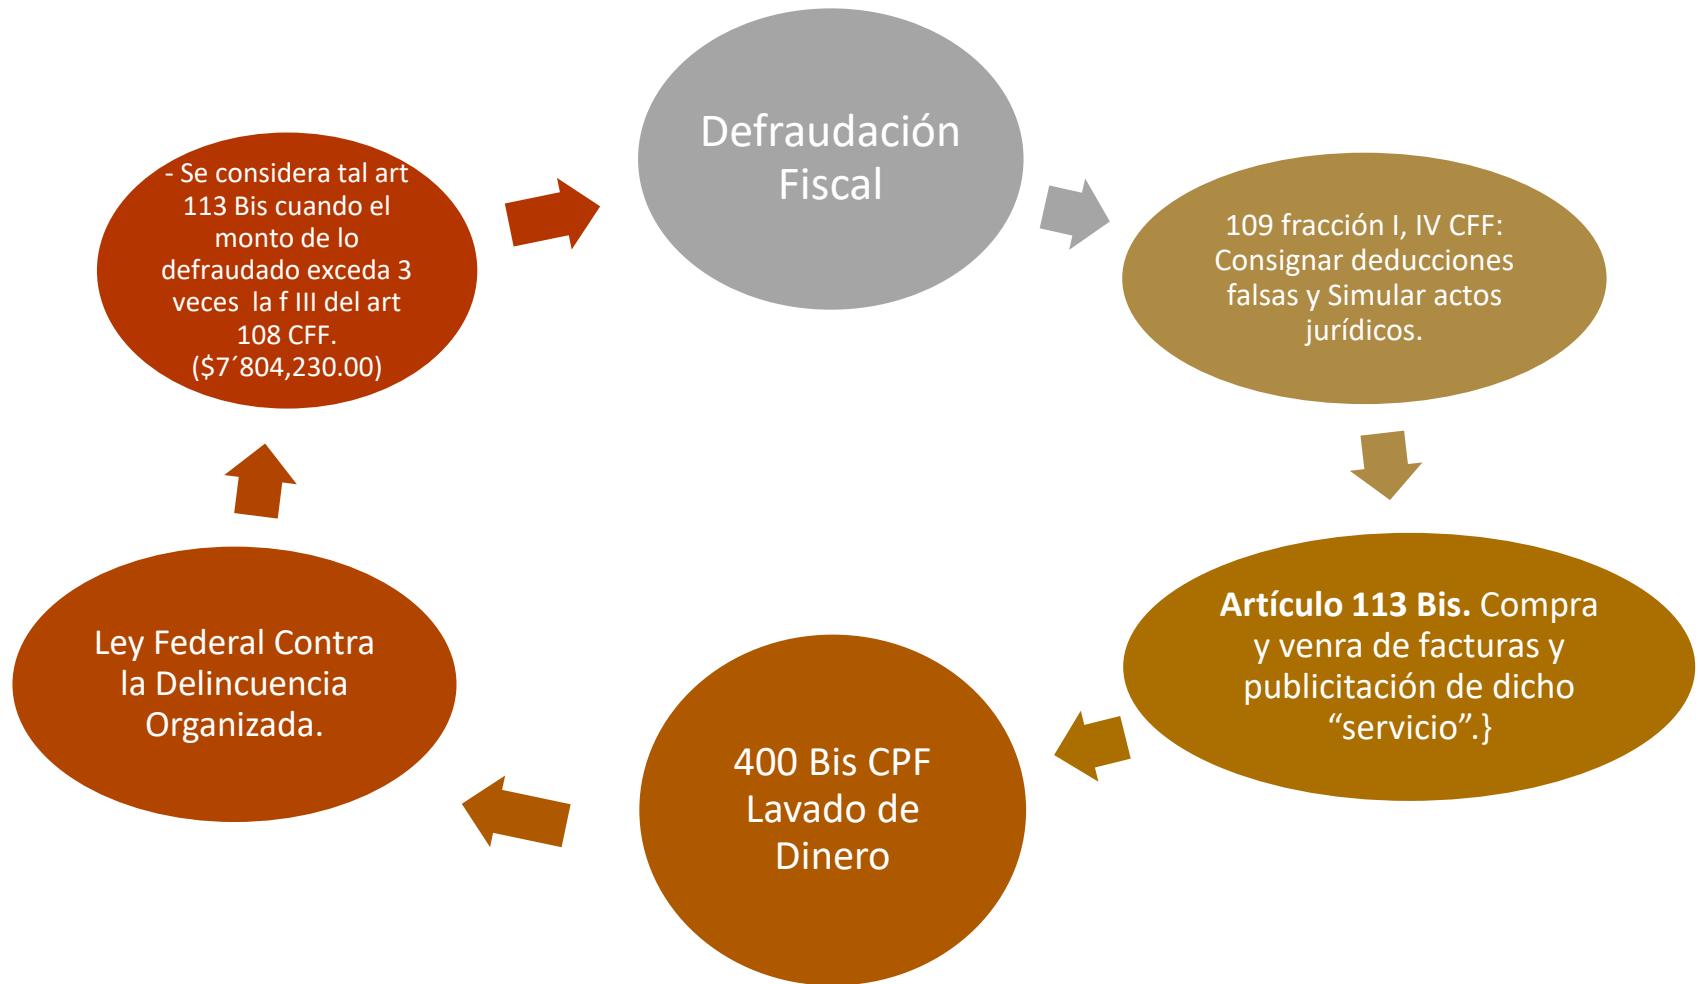 Defraudación
Fiscal
109 fracción I, IV CFF:
Consignar deducciones
falsas y Simular actos
jurídicos.
Artículo 113 Bis. Compra
y venra de facturas y
publicitación de dicho
“servicio”.}
400 Bis CPF
Lavado de
Dinero
Ley Federal Contra
la Delincuencia
Organizada.
- Se considera tal art
113 Bis cuando el
monto de lo
defraudado exceda 3
veces la f III del art
108 CFF.
($7´804,230.00)